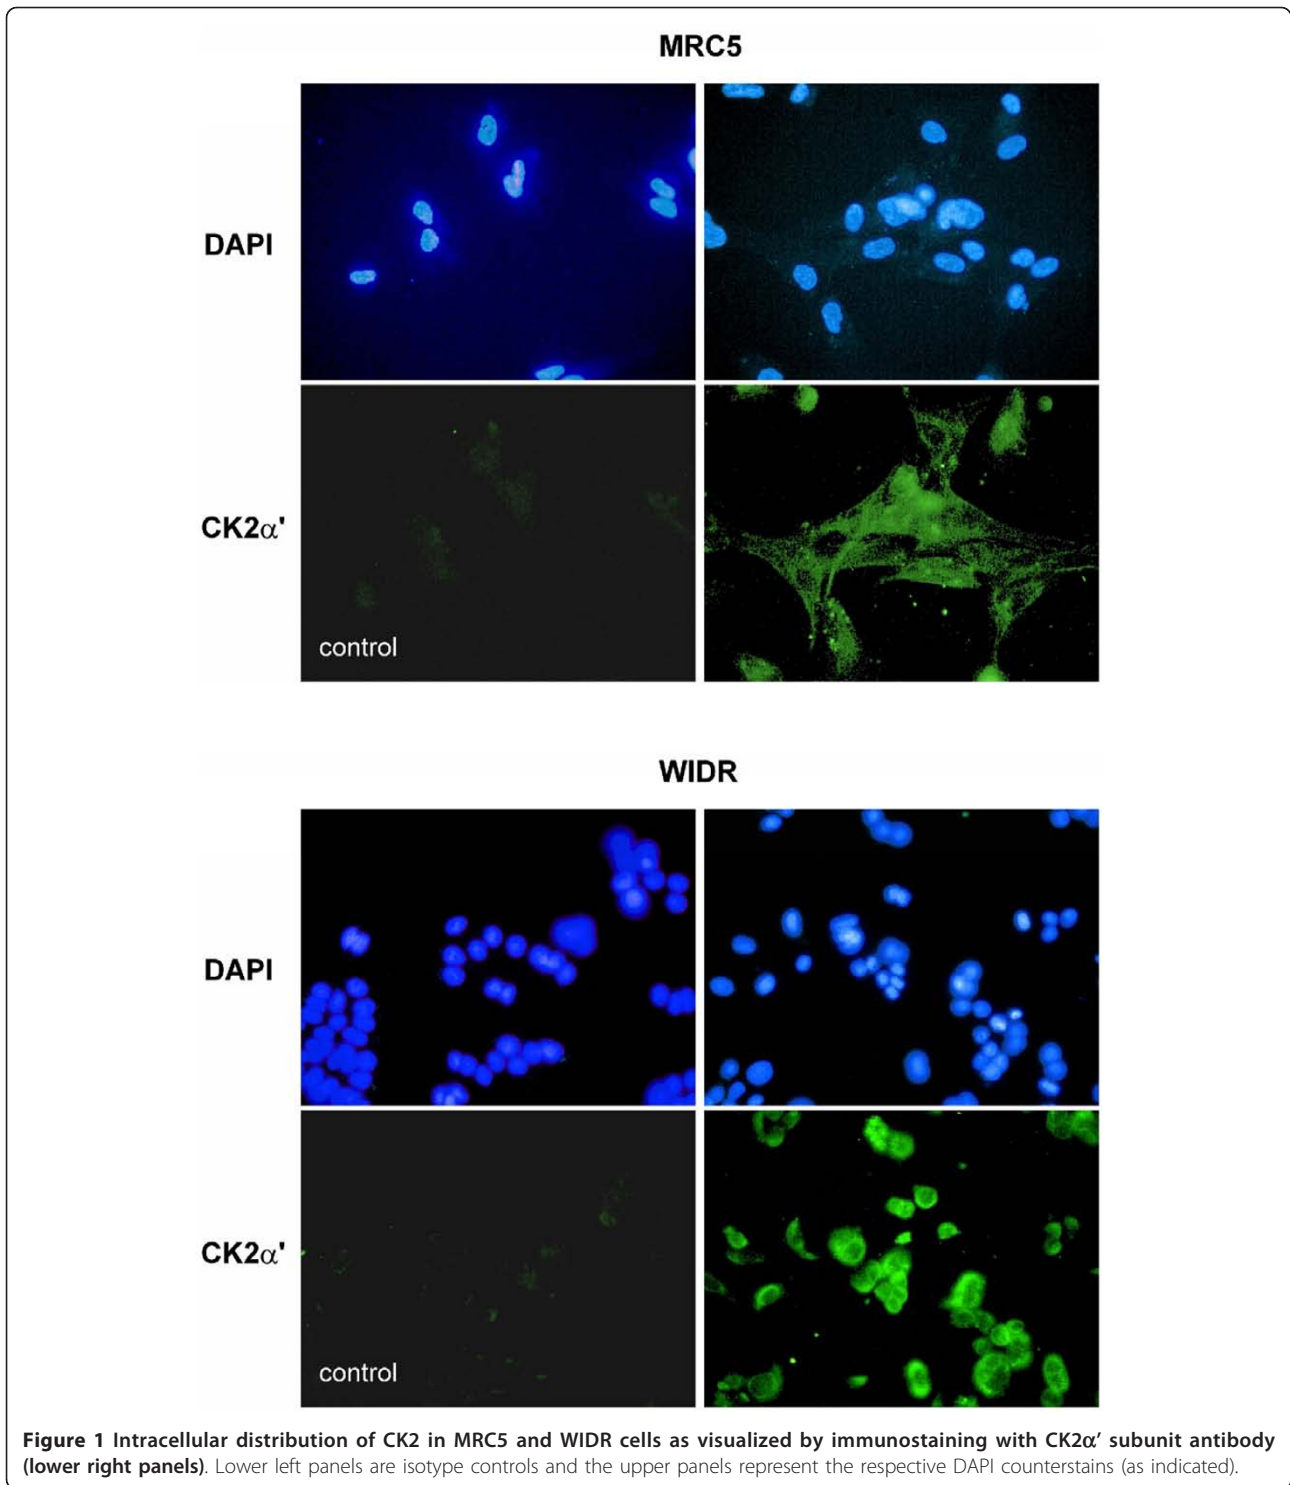 MRC5
DAPI
CK2α'
control
WIDR
DAPI
CK2α'
control
Figure 1 Intracellular distribution of CK2 in MRC5 and WIDR cells as visualized by immunostaining with CK2α′ subunit antibody
(lower right panels). Lower left panels are isotype controls and the upper panels represent the respective DAPI counterstains (as indicated).